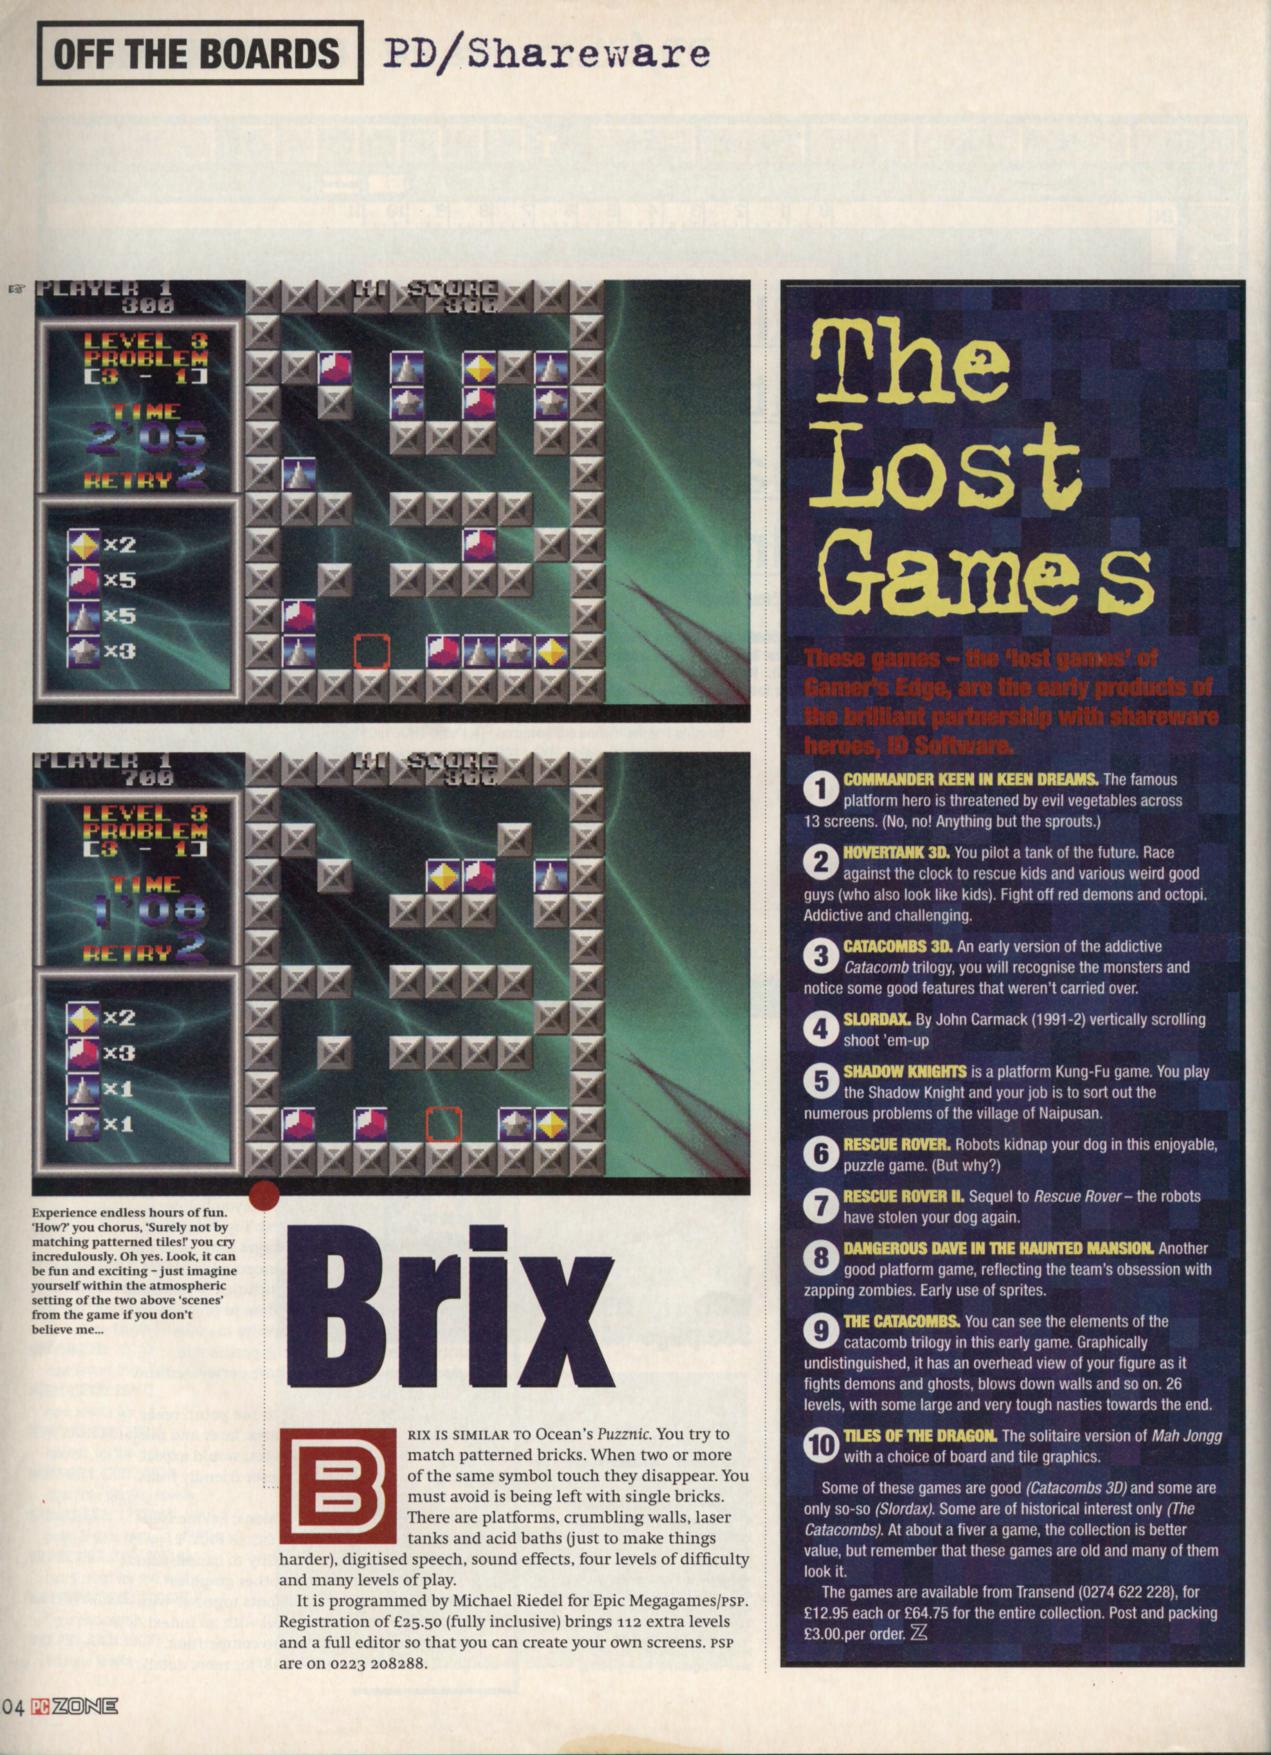 OFF THE BOARDS PD/Shareware
PLAYER 1
300
HI SCORE
300
LEVEL 3
PROBLEM
[3 - 1]
TIME
2'05
RETRY 2
x2
x5
x5
x3
PLAYER 1
700
HI SCORE
300
LEVEL 3
PROBLEM
[3 - 1]
TIME
1'08
RETRY 2
x2
x3
x1
x1
Experience endless hours of fun.
'How?' you chorus, 'Surely not by
matching patterned tiles!' you cry
incredulously. Oh yes. Look, it can
be fun and exciting – just imagine
yourself within the atmospheric
setting of the two above 'scenes'
from the game if you don't
believe me...
Brix
BRIX IS SIMILAR TO Ocean's Puzznic. You try to
match patterned bricks. When two or more
of the same symbol touch they disappear. You
must avoid is being left with single bricks.
There are platforms, crumbling walls, laser
tanks and acid baths (just to make things
harder), digitised speech, sound effects, four levels of difficulty
and many levels of play.
It is programmed by Michael Riedel for Epic Megagames/PSP.
Registration of £25.50 (fully inclusive) brings 112 extra levels
and a full editor so that you can create your own screens. PSP
are on 0223 208288.
The
Lost
Games
These games – the 'lost games' of
Gamer's Edge, are the early products of
the brilliant partnership with shareware
heroes, ID Software.
1 COMMANDER KEEN IN KEEN DREAMS. The famous
platform hero is threatened by evil vegetables across
13 screens. (No, no! Anything but the sprouts.)
2 HOVERTANK 3D. You pilot a tank of the future. Race
against the clock to rescue kids and various weird good
guys (who also look like kids). Fight off red demons and octopi.
Addictive and challenging.
3 CATACOMBS 3D. An early version of the addictive
Catacomb trilogy, you will recognise the monsters and
notice some good features that weren't carried over.
4 SLORDAX. By John Carmack (1991-2) vertically scrolling
shoot 'em-up
5 SHADOW KNIGHTS is a platform Kung-Fu game. You play
the Shadow Knight and your job is to sort out the
numerous problems of the village of Naipusan.
6 RESCUE ROVER. Robots kidnap your dog in this enjoyable,
puzzle game. (But why?)
7 RESCUE ROVER II. Sequel to Rescue Rover – the robots
have stolen your dog again.
8 DANGEROUS DAVE IN THE HAUNTED MANSION. Another
good platform game, reflecting the team's obsession with
zapping zombies. Early use of sprites.
9 THE CATACOMBS. You can see the elements of the
catacomb trilogy in this early game. Graphically
undistinguished, it has an overhead view of your figure as it
fights demons and ghosts, blows down walls and so on. 26
levels, with some large and very tough nasties towards the end.
10 TILES OF THE DRAGON. The solitaire version of Mah Jongg
with a choice of board and tile graphics.
Some of these games are good (Catacombs 3D) and some are
only so-so (Slordax). Some are of historical interest only (The
Catacombs). At about a fiver a game, the collection is better
value, but remember that these games are old and many of them
look it.
The games are available from Transend (0274 622 228), for
£12.95 each or £64.75 for the entire collection. Post and packing
£3.00.per order. Z
04 PC ZONE